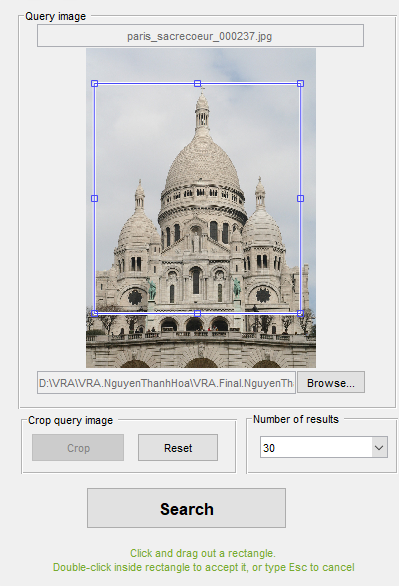 Query image
paris_sacrecoeur_000237.jpg
D:\VRA\VRA.NguyenThanhHoa\VRA.Final.NguyenTh
Browse...
Crop query image
Number of results
Crop
Reset
30
Search
Click and drag out a rectangle.
Double-click inside rectangle to accept it, or type Esc to cancel